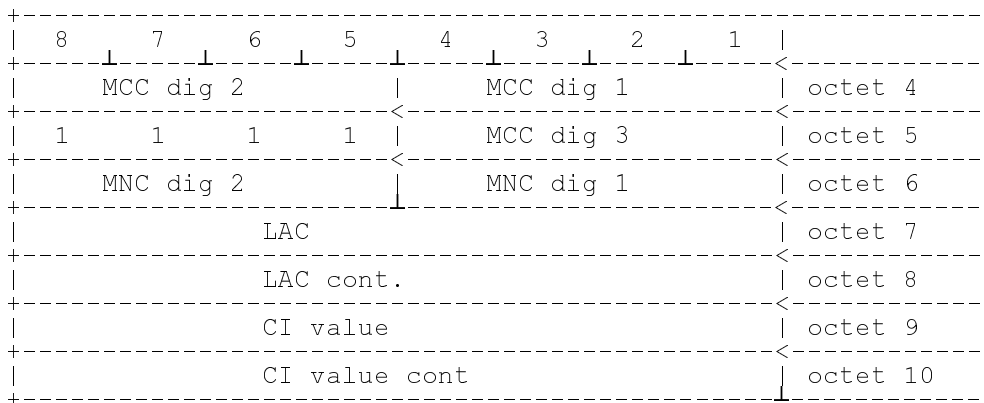 8 7 6 5 4 3 2 1
MCC dig 2 MCC dig 1 octet 4
1 1 1 1 MCC dig 3 octet 5
MNC dig 2 MNC dig 1 octet 6
LAC octet 7
LAC cont. octet 8
CI value octet 9
CI value cont octet 10